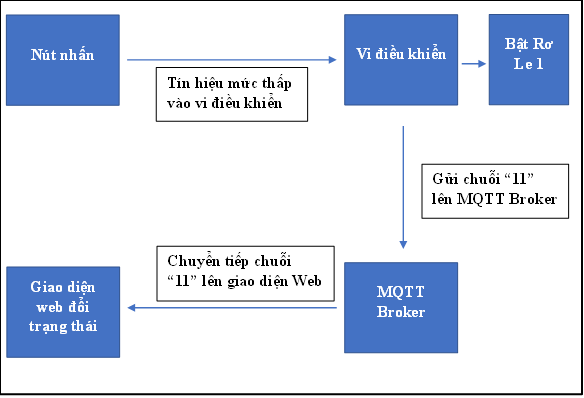 Nút nhấn
Vi điều khiển
Bật Rơ
Le 1
Tín hiệu mức thấp
vào vi điều khiển
Gửi chuỗi “11”
lên MQTT Broker
Chuyển tiếp chuỗi
“11” lên giao diện Web
Giao diện
web đổi
trạng thái
MQTT
Broker